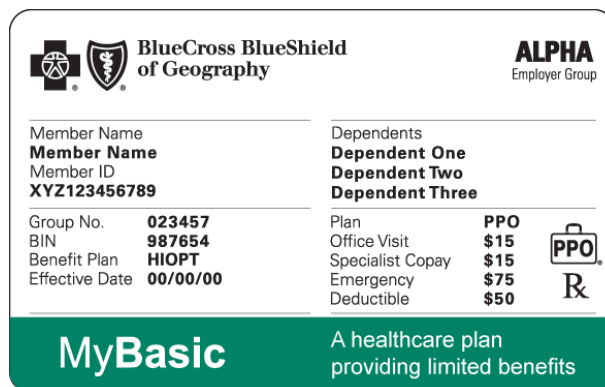 BlueCross BlueShield
of Geography
ALPHA
Employer Group
Member Name
Member Name
Member ID
XYZ123456789
Dependents
Dependent One
Dependent Two
Dependent Three
Group No. 023457
BIN 987654
Benefit Plan HIOPT
Effective Date 00/00/00
Plan PPO
Office Visit $15
Specialist Copay $15
Emergency $75
Deductible $50
PPO®
Rx
MyBasic
A healthcare plan
providing limited benefits